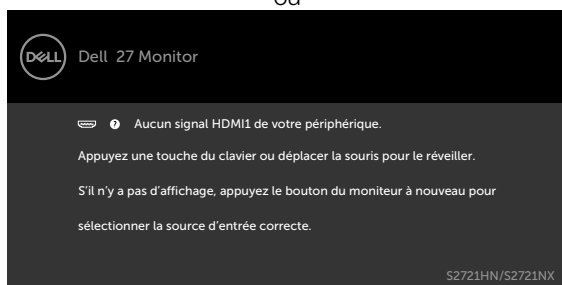 ou
DELL
Dell 27 Monitor
Aucun signal HDMI1 de votre périphérique.
Appuyez une touche du clavier ou déplacer la souris pour le réveiller.
S'il n'y a pas d'affichage, appuyez le bouton du moniteur à nouveau pour
sélectionner la source d'entrée correcte.
S2721HN/S2721NX